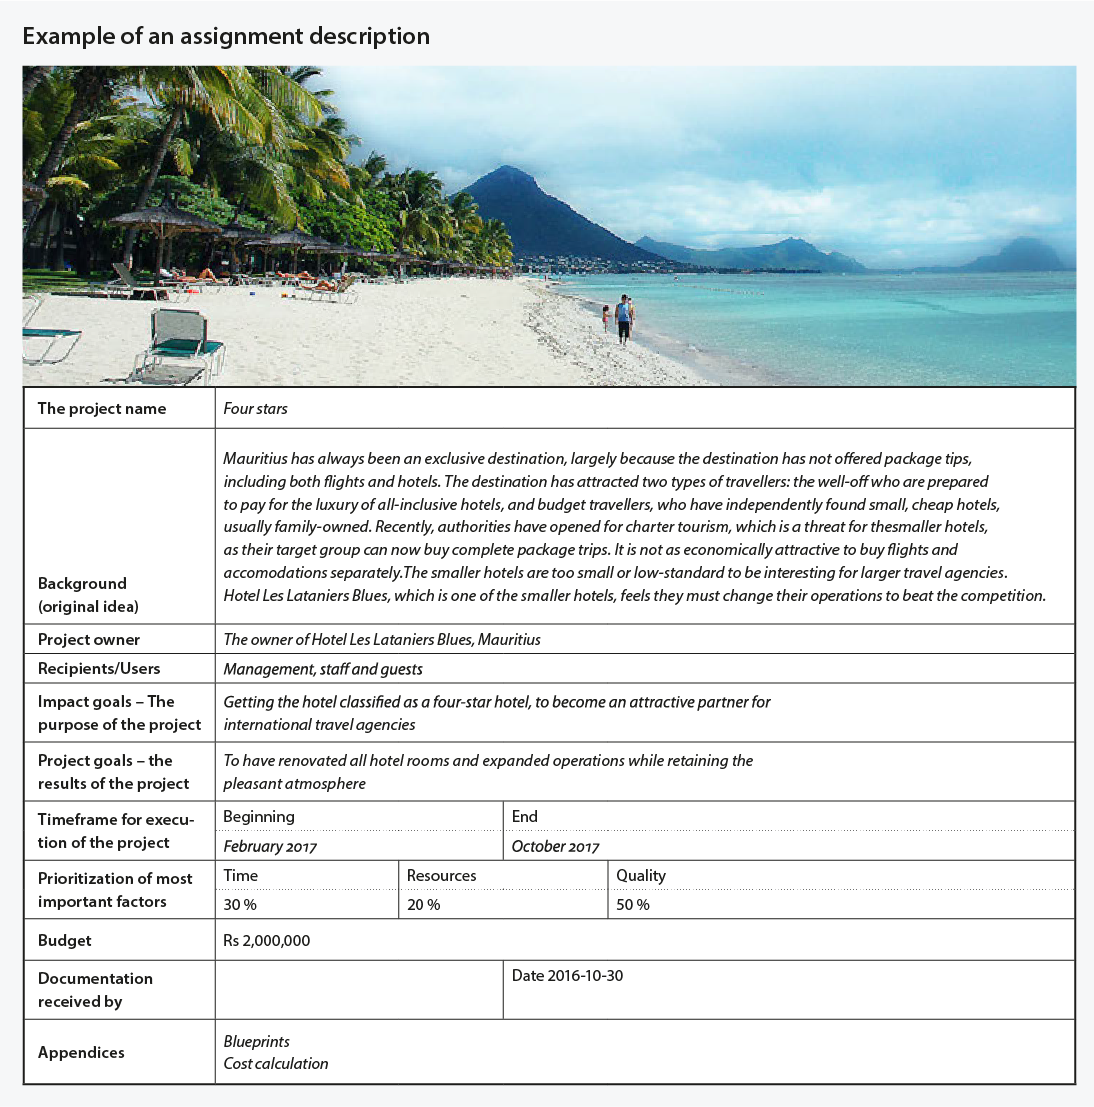 Example of an assignment description
The project name
Four stars
Background
(original idea)
Mauritius has always been an exclusive destination, largely because the destination has not offered package tips,
including both flights and hotels. The destination has attracted two types of travellers: the well-off who are prepared
to pay for the luxury of all-inclusive hotels, and budget travellers, who have independently found small, cheap hotels,
usually family-owned. Recently, authorities have opened for charter tourism, which is a threat for thesmaller hotels,
as their target group can now buy complete package trips. It is not as economically attractive to buy flights and
accomodations separately.The smaller hotels are too small or low-standard to be interesting for larger travel agencies.
Hotel Les Lataniers Blues, which is one of the smaller hotels, feels they must change their operations to beat the competition.
Project owner
The owner of Hotel Les Lataniers Blues, Mauritius
Recipients/Users
Management, staff and guests
Impact goals – The
purpose of the project
Getting the hotel classified as a four-star hotel, to become an attractive partner for
international travel agencies
Project goals – the
results of the project
To have renovated all hotel rooms and expanded operations while retaining the
pleasant atmosphere
Timeframe for execu-
tion of the project
Beginning
End
February 2017
October 2017
Prioritization of most
important factors
Time
Resources
Quality
30 %
20 %
50 %
Budget
Rs 2,000,000
Documentation
received by
Date 2016-10-30
Appendices
Blueprints
Cost calculation